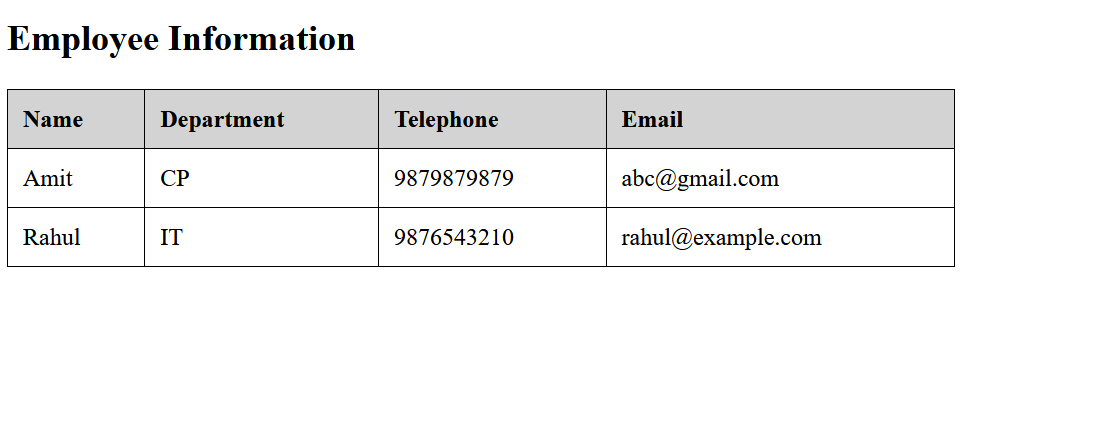 Employee Information
Name Department Telephone Email
Amit CP 9879879879 abc@gmail.com
Rahul IT 9876543210 rahul@example.com